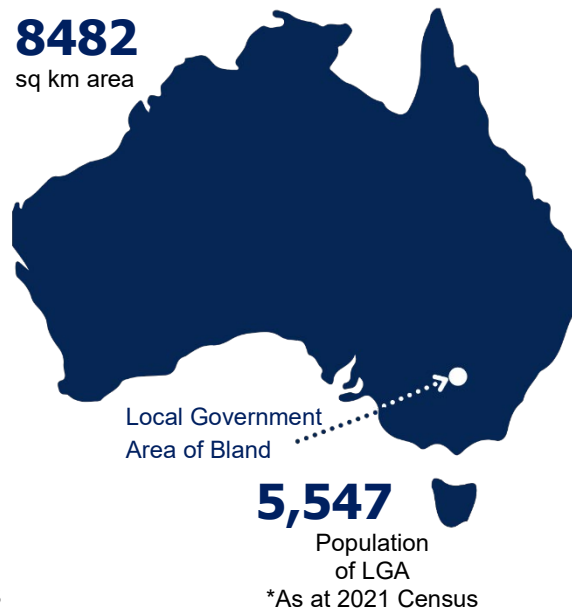 8482
sq km area
Local Government
Area of Bland
5,547
Population
of LGA
*As at 2021 Census